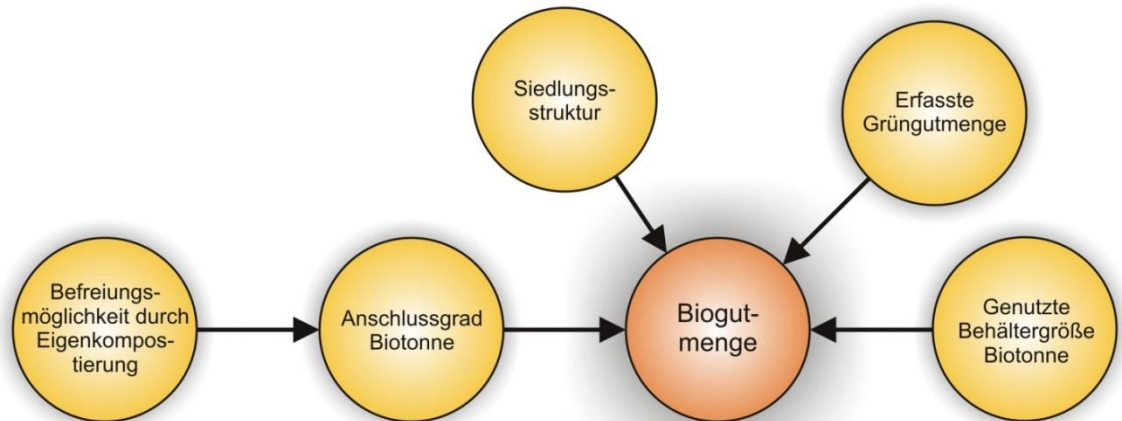 Siedlungs-
struktur
Erfasste
Grüngutmenge
Befreiungs-
möglichkeit durch
Eigenkompos-
tierung
Anschlussgrad
Biotonne
Biogut-
menge
Genutzte
Behältergröße
Biotonne